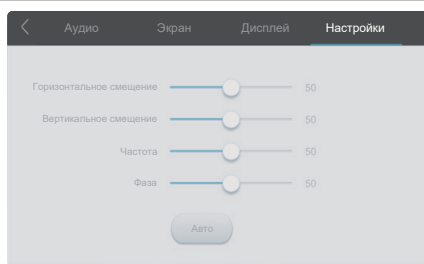 Аудио Экран Дисплей Настройки
Горизонтальное смещение 50
Вертикальное смещение 50
Частота 50
Фаза 50
Авто